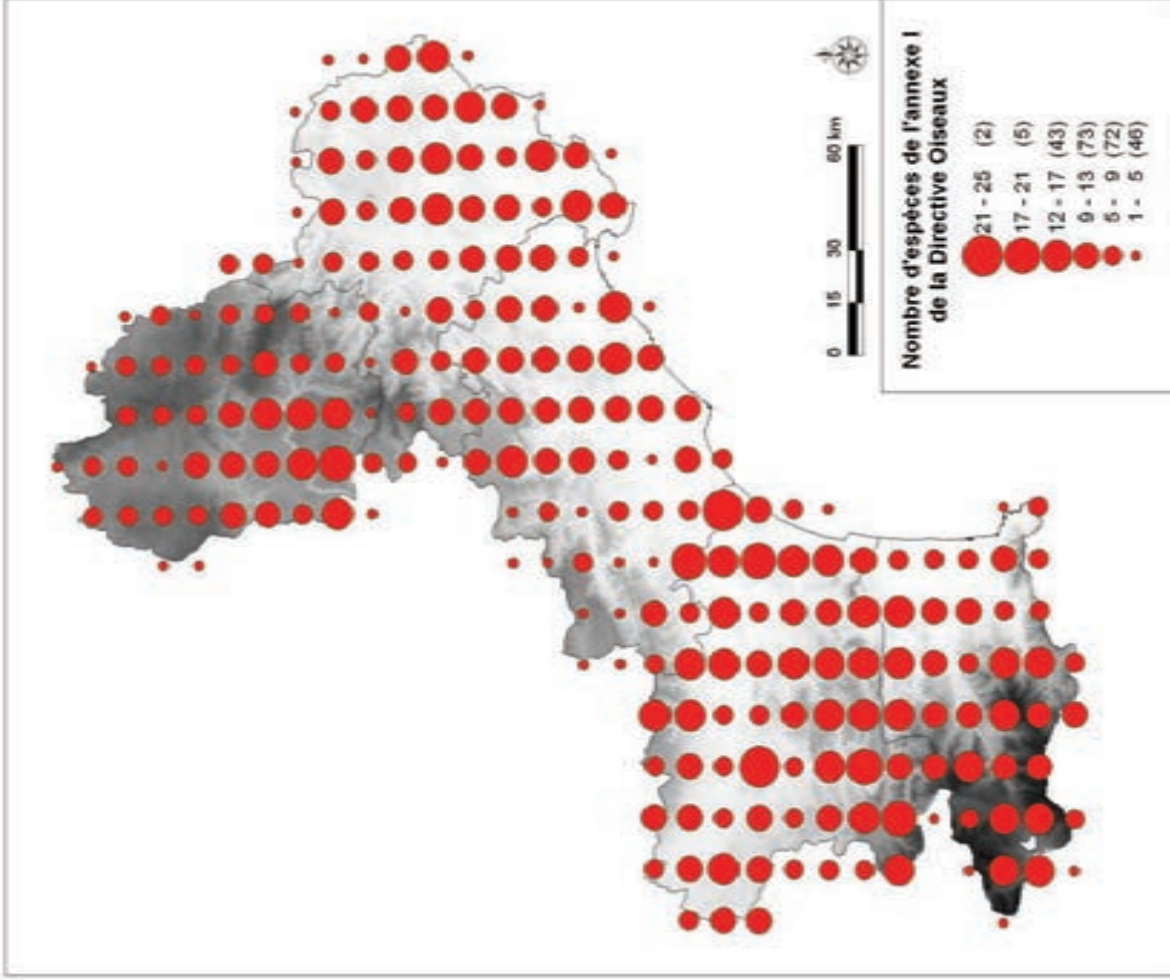 Nombre d'espèces de l'annexe I
de la Directive Oiseaux
21 - 25 (2)
17 - 21 (5)
12 - 17 (43)
9 - 13 (73)
5 - 9 (72)
1 - 5 (46)
0 15 30 60 km